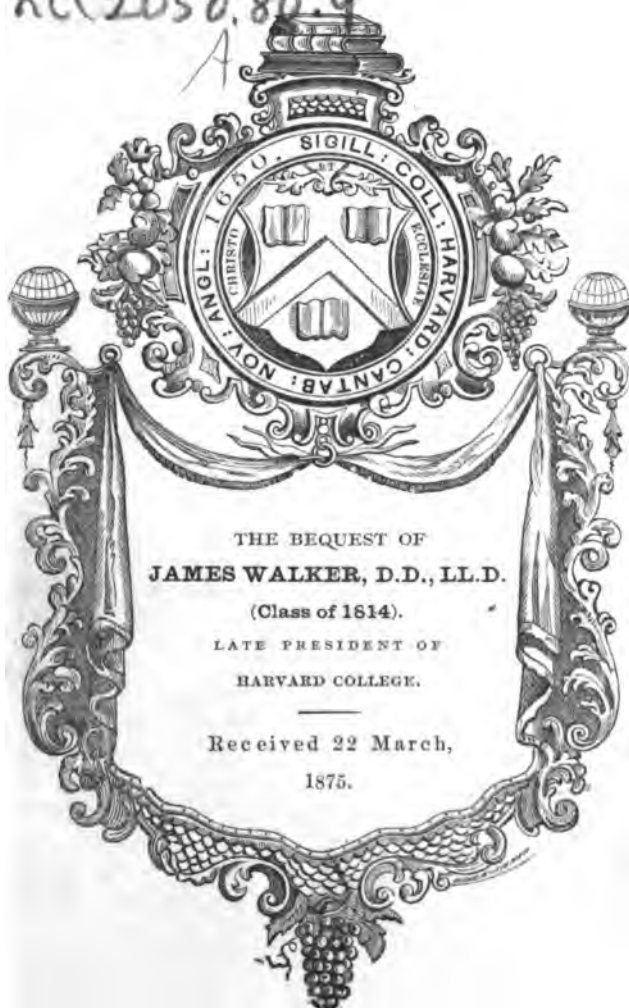 A
SIGILL: COLL: HARVARD: CANTAB: NOV: ANGL: 1650.
ET
CHRISTO
ECCLESIAE
THE BEQUEST OF
JAMES WALKER, D.D., LL.D.
(Class of 1814).
LATE PRESIDENT OF
HARVARD COLLEGE.
Received 22 March,
1875.